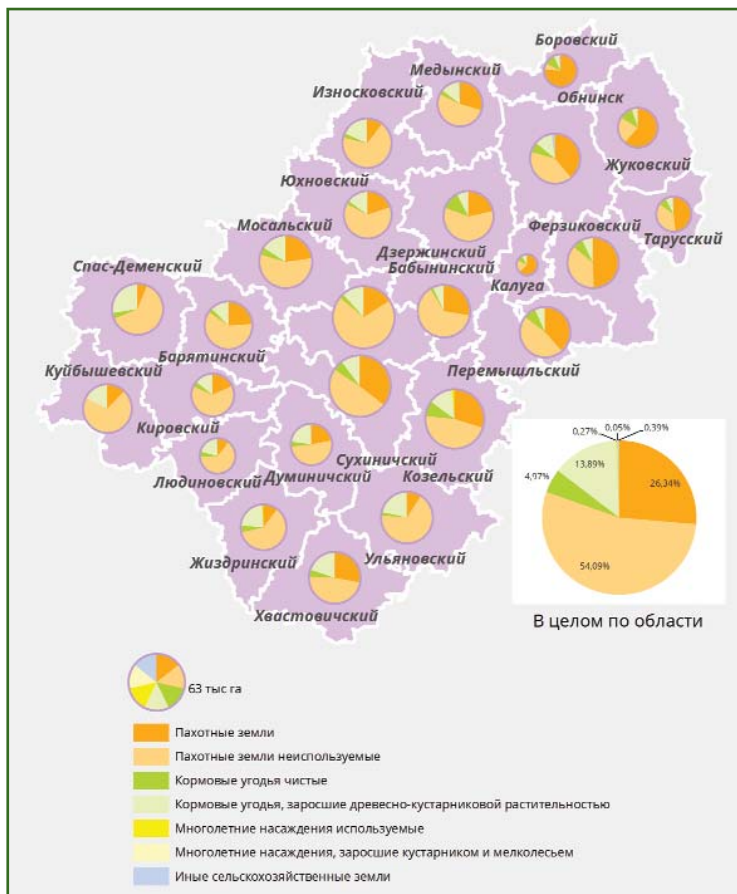 Боровский
Медынский
Износковский
Обнинск
Жуковский
Юхновский
Мосальский
Ферзиковский
Тарусский
Дзержинский
Спас-Деменский
Бабынинский
Калуга
Барятинский
Куйбышевский
Перемышльский
Кировский
Сухиничский
Людиновский
Думиничский
Козельский
Жиздринский
Ульяновский
Хвастовичский
0,05%
0,39%
0,27%
13,89%
4,97%
26,34%
54,09%
В целом по области
63 тыс га
Пахотные земли
Пахотные земли неиспользуемые
Кормовые угодья чистые
Кормовые угодья, заросшие древесно-кустарниковой растительностью
Многолетние насаждения используемые
Многолетние насаждения, заросшие кустарником и мелколесьем
Иные сельскохозяйственные земли